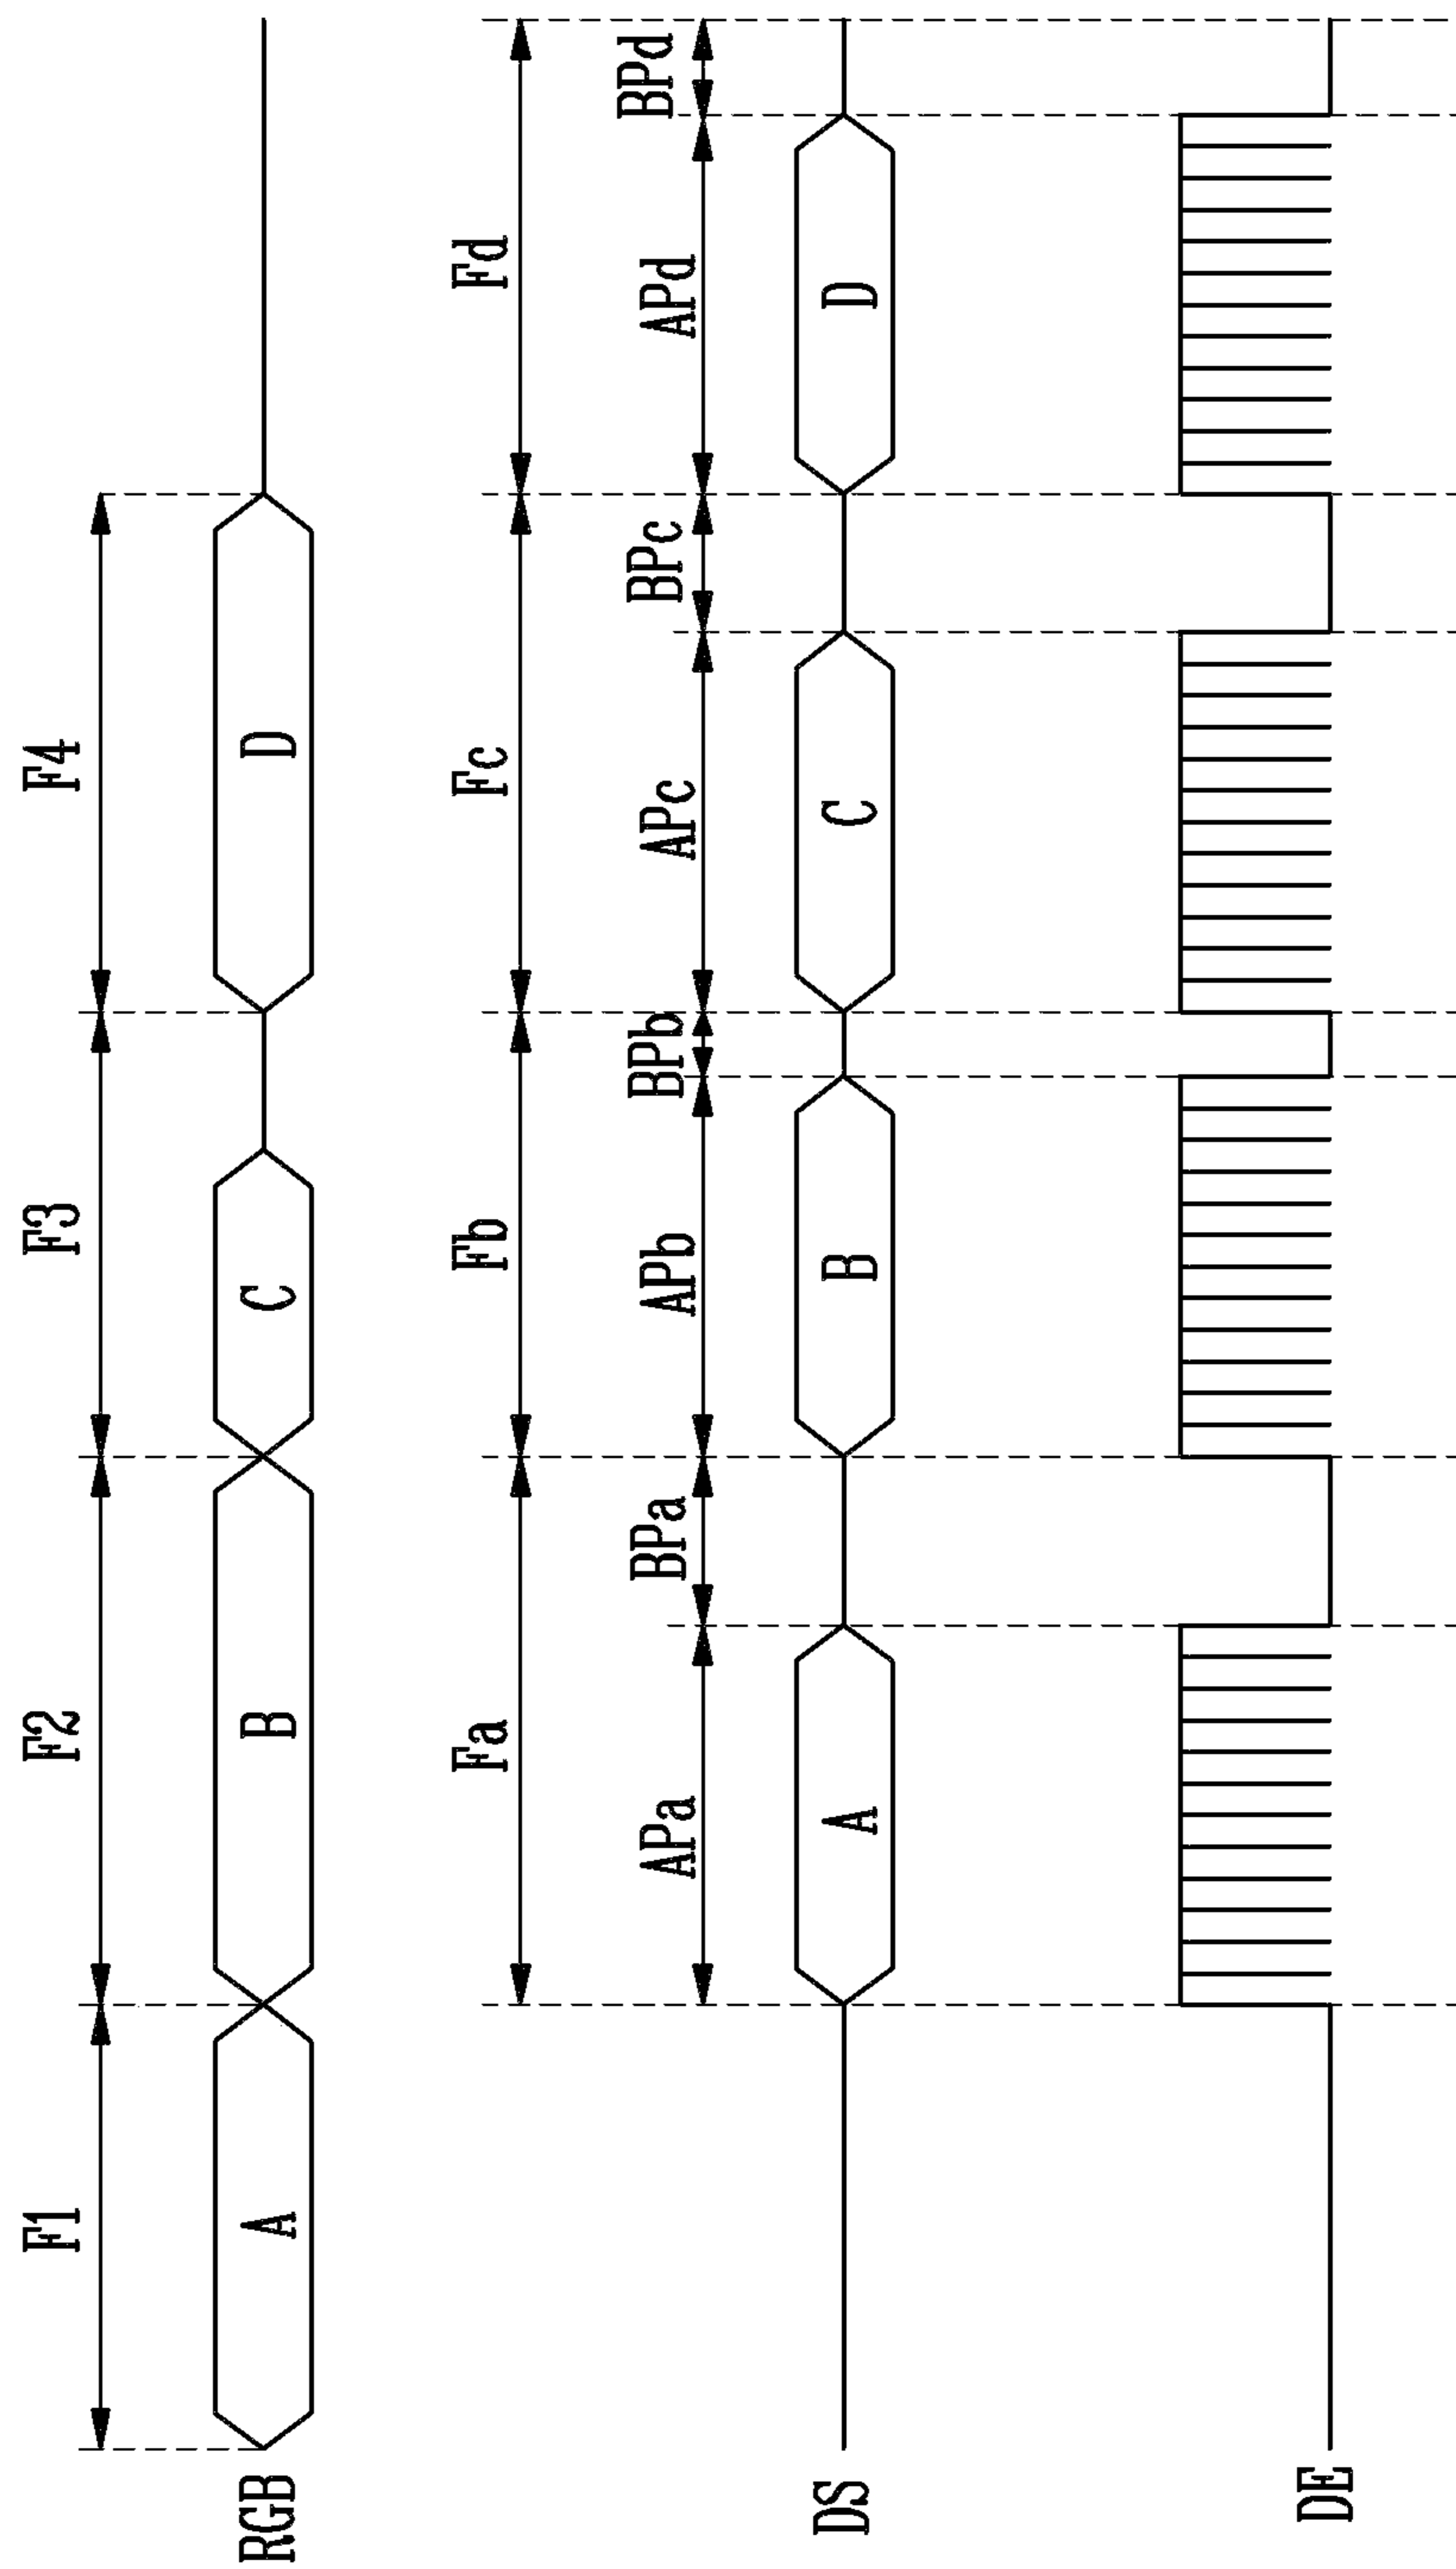 F1 F2 F3 F4
RGB A B C D
Fa Fb Fc Fd
APa BPa APb BPb APc BPc APd BPd
DS A B C D
DE